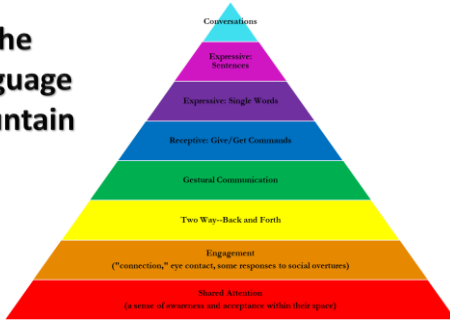 he
guage
untain
Conversations
Expressive:
Sentences
Expressive: Single Words
Receptive: Give/Get Commands
Gestural Communication
Two Way--Back and Forth
Engagement
("connection," eye contact, some responses to social overtures)
Shared Attention
(a sense of awareness and acceptance within their space)